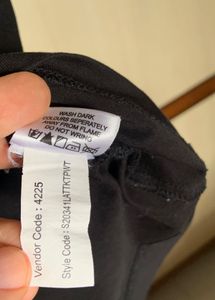 WASH DARK
COLOURS SEPERATELY
AWAY FROM FLAME
DO NOT WRING
Vendor Code : 4225
Style Code : S20341LATTKTPWT